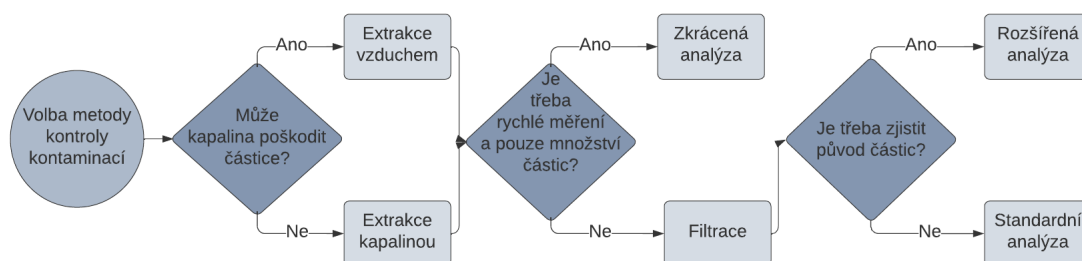 Volba metody
kontroly
kontaminací
Může
kapalina poškodit
částice?
Ano
Ne
Extrakce
vzduchem
Extrakce
kapalinou
Je
třeba
rychlé měření
a pouze množství
částic?
Ano
Ne
Zkrácená
analýza
Filtrace
Je třeba zjistit
původ částic?
Ano
Ne
Rozšířená
analýza
Standardní
analýza